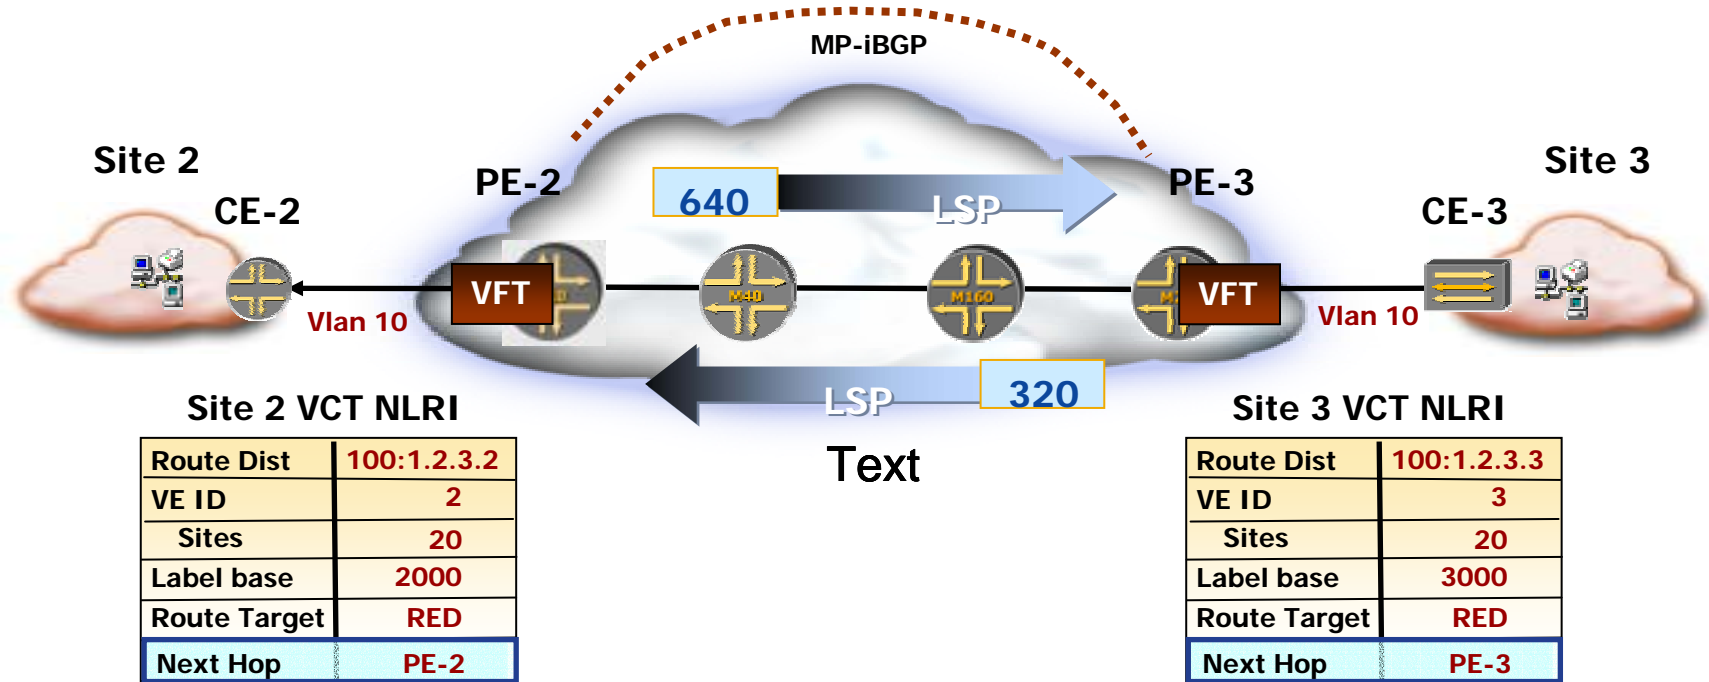 MP-iBGP
Site 2
Site 3
PE-2
PE-3
CE-2
CE-3
640
LSP
VFT
M40
M160
VFT
Vlan 10
Vlan 10
LSP
320
Text
Site 2 VCT NLRI
Route Dist 100:1.2.3.2
VE ID 2
Sites 20
Label base 2000
Route Target RED
Next Hop PE-2
Site 3 VCT NLRI
Route Dist 100:1.2.3.3
VE ID 3
Sites 20
Label base 3000
Route Target RED
Next Hop PE-3